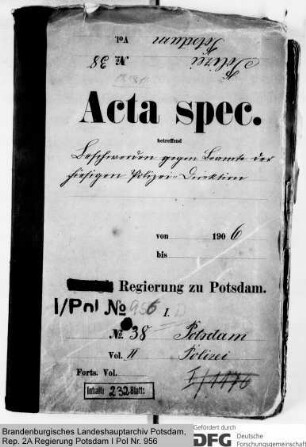 Vol.
Potsdam
No. 38
Polizei
Acta spec.
betreffend
Beschwerden gegen Beamte der
hiesigen Polizei-Direktion
von 1906
bis
Regierung zu Potsdam.
I/Pol No 956 I.
No. 38 Potsdam
Vol. II Polizei
Forts. Vol.
Inhalt: 232 Blatt:
Brandenburgisches Landeshauptarchiv Potsdam,
Rep. 2A Regierung Potsdam I Pol Nr. 956
Gefördert durch
DFG Deutsche
Forschungsgemeinschaft